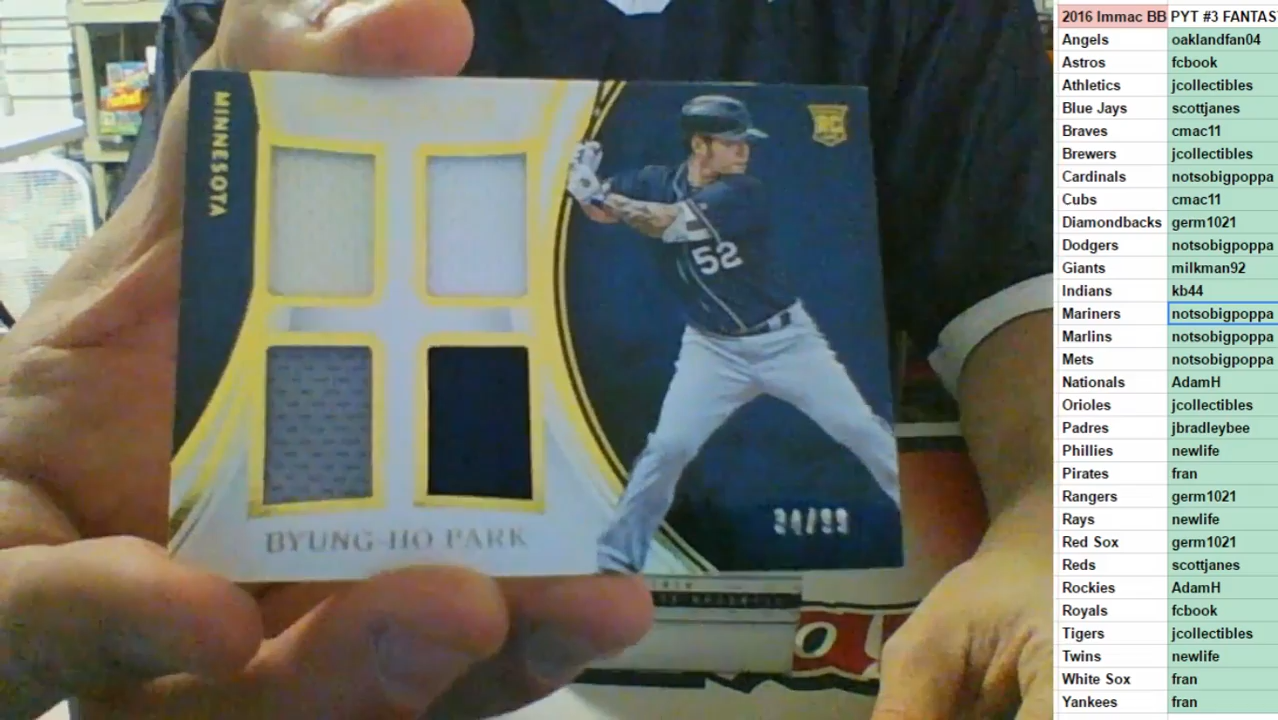 MINNESOTA
RC
52
BYUNG-HO PARK
2016 Immac BB PYT #3 FANTAS
Angels oaklandfan04
Astros fcbook
Athletics jcollectibles
Blue Jays scottjanes
Braves cmac11
Brewers jcollectibles
Cardinals notsobigpoppa
Cubs cmac11
Diamondbacks germ1021
Dodgers notsobigpoppa
Giants milkman92
Indians kb44
Mariners notsobigpoppa
Marlins notsobigpoppa
Mets notsobigpoppa
Nationals AdamH
Orioles jcollectibles
Padres jbradleybee
Phillies newlife
Pirates fran
Rangers germ1021
Rays newlife
Red Sox germ1021
Reds scottjanes
Rockies AdamH
Royals fcbook
Tigers jcollectibles
Twins newlife
White Sox fran
Yankees fran